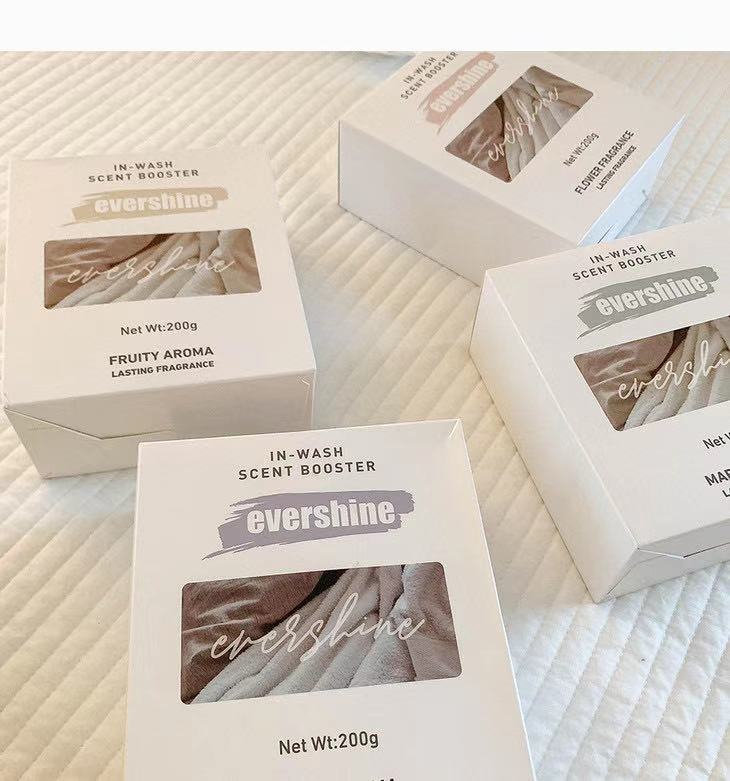 IN-WASH
SCENT BOOSTER
evershine
evershine
Net Wt:200g
FRUITY AROMA
LASTING FRAGRANCE
IN-WASH
SCENT BOOSTER
evershine
evershine
Net Wt:200g
FLOWER FRAGRANCE
LASTING FRAGRANCE
IN-WASH
SCENT BOOSTER
evershine
Net
IN-WASH
SCENT BOOSTER
evershine
evershine
Net Wt:200g